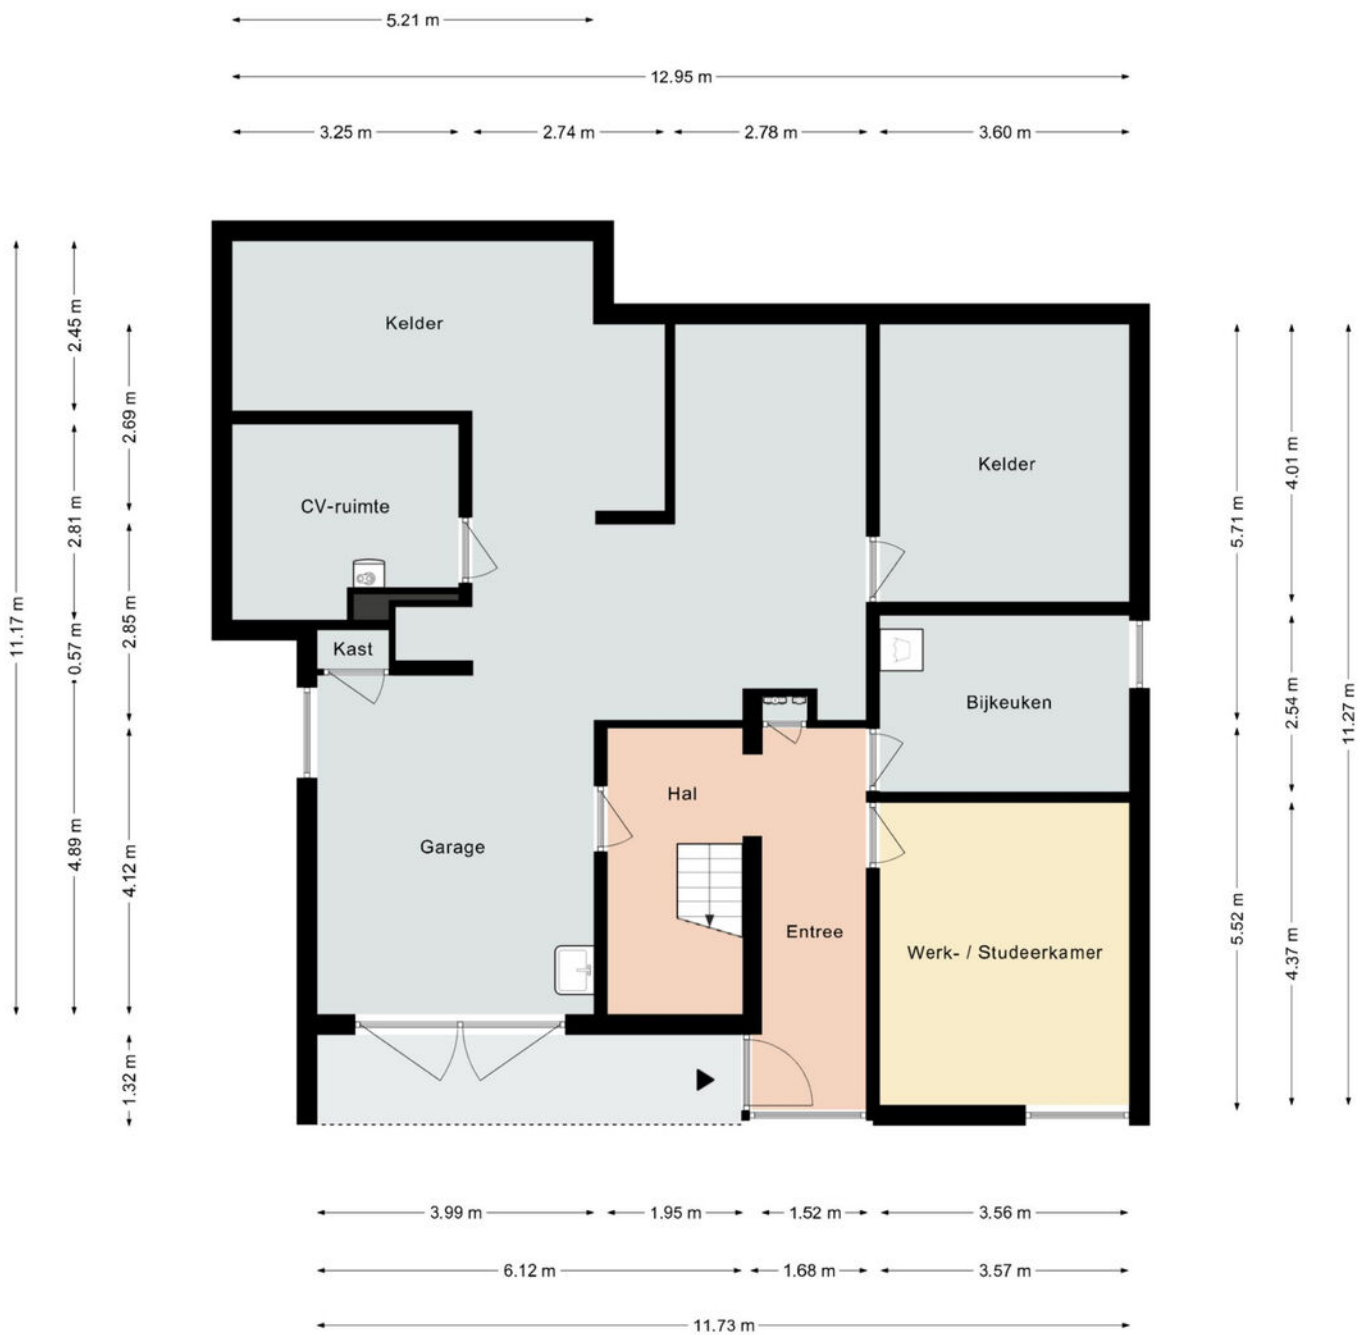 5.21 m
12.95 m
3.25 m
2.74 m
2.78 m
3.60 m
11.17 m
2.45 m
2.81 m
0.57 m
4.89 m
2.69 m
2.85 m
4.12 m
1.32 m
Kelder
Kelder
CV-ruimte
Kast
Bijkeuken
Hal
Garage
Entree
Werk- / Studeerkamer
5.71 m
5.52 m
4.01 m
2.54 m
4.37 m
11.27 m
3.99 m
1.95 m
1.52 m
3.56 m
6.12 m
1.68 m
3.57 m
11.73 m